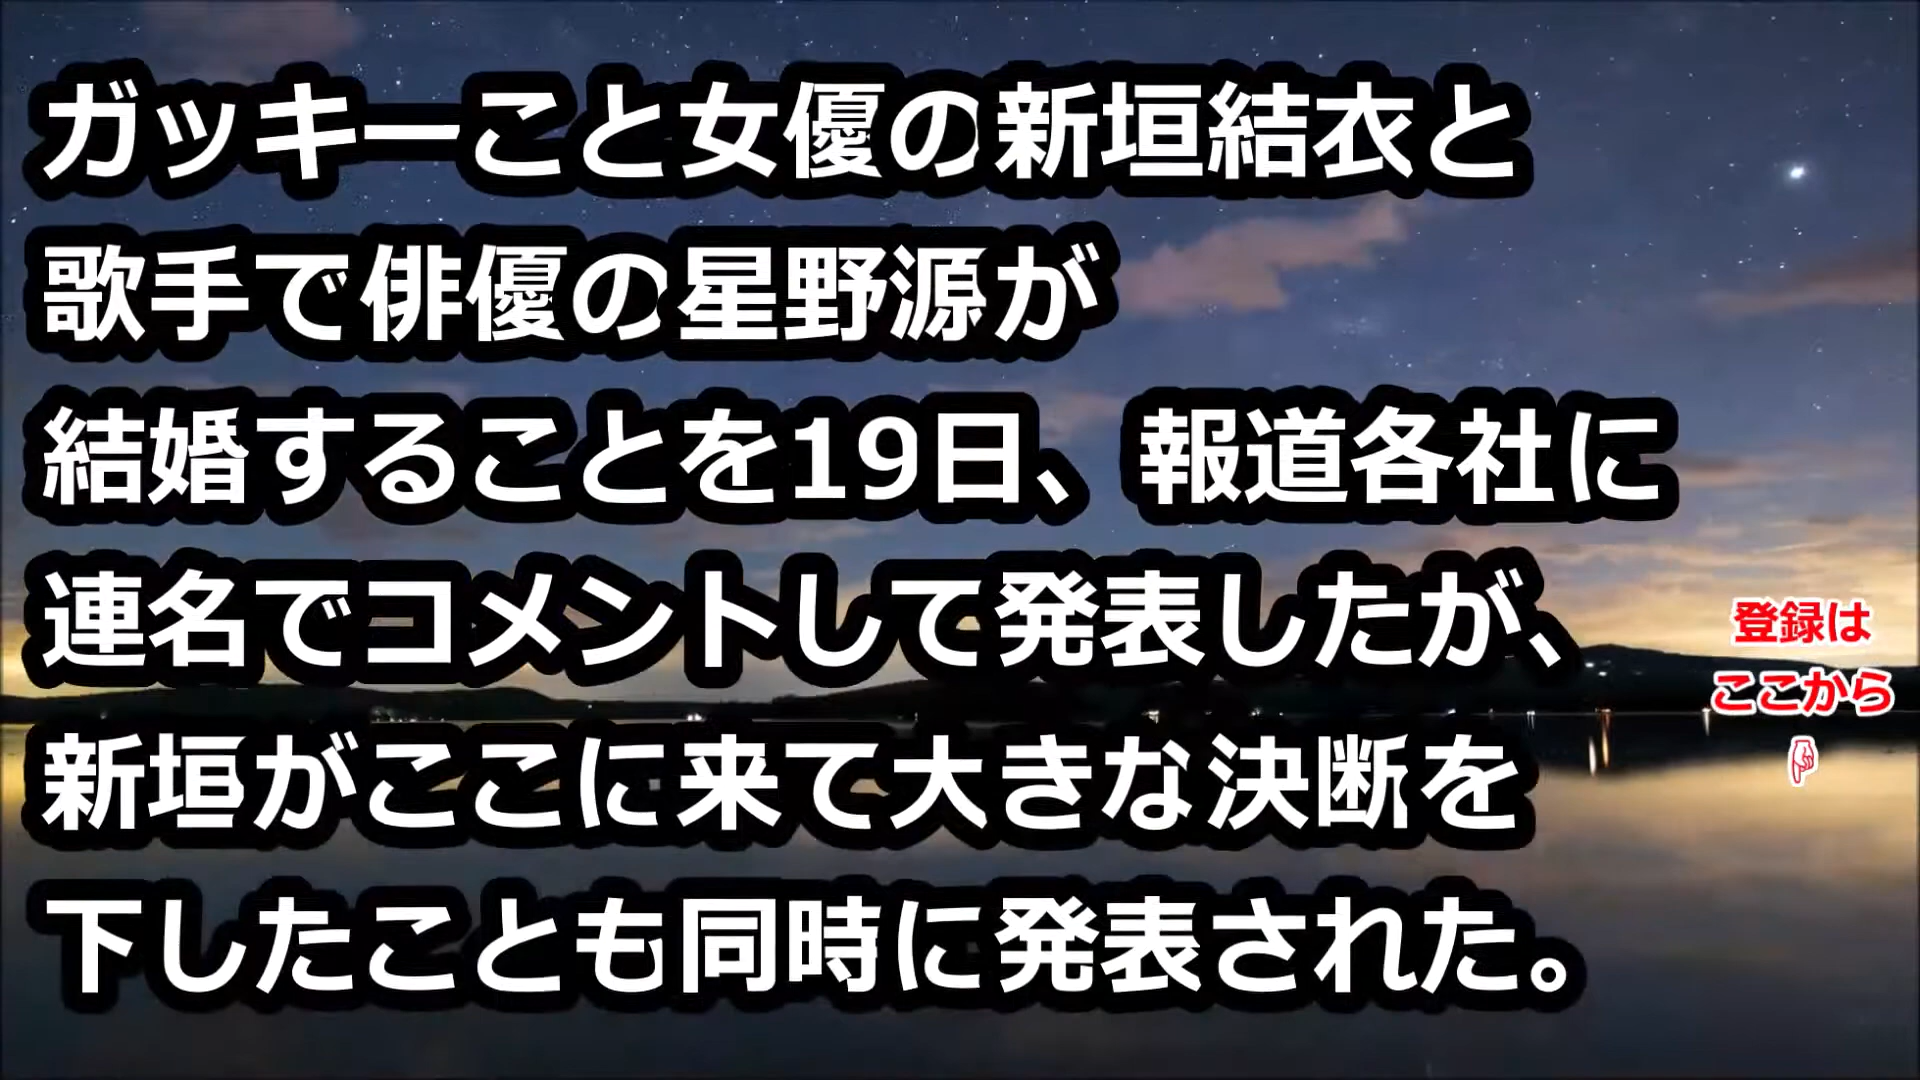 ガッキーこと女優の新垣結衣と
歌手で俳優の星野源が
結婚することを19日、報道各社に
連名でコメントして発表したが、
新垣がここに来て大きな決断を
下したことも同時に発表された。
登録は
ここから